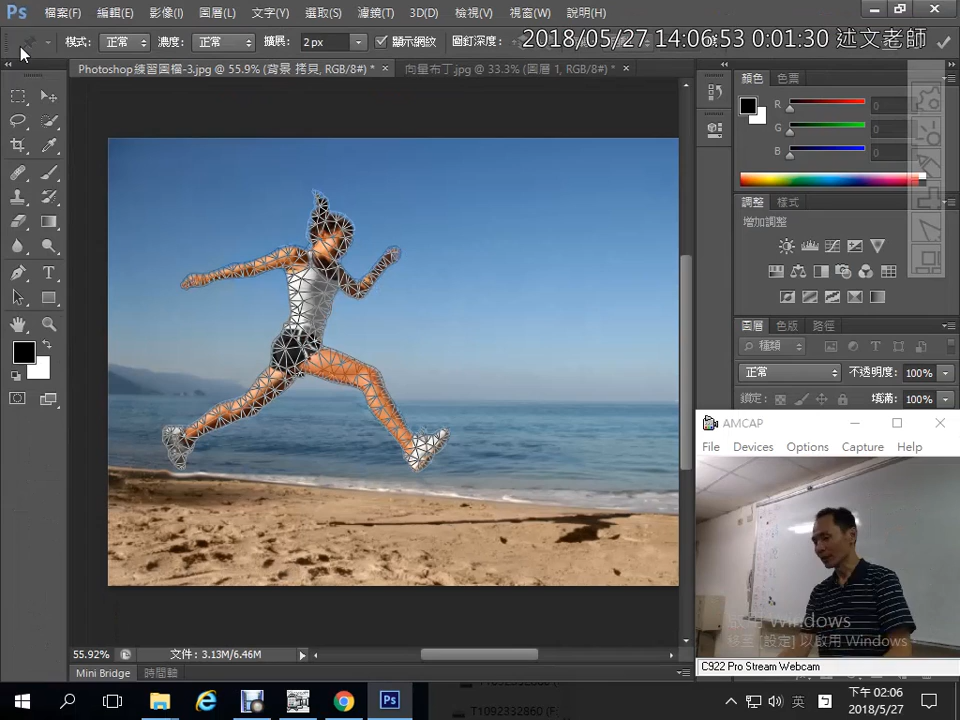 Ps 檔案(F) 編輯(E) 影像(I) 圖層(L) 文字(Y) 選取(S) 濾鏡(T) 3D(D) 檢視(V) 視窗(W) 說明(H)
模式: 正常 濃度: 正常 擴展: 2 px 顯示網紋 圖釘深度:
2018/05/27 14:06:53 0:01:30 述文老師
Photoshop練習圖檔-3.jpg @ 55.9% (背景 拷貝, RGB/8#) * ×
向量布丁.jpg @ 33.3% (圖層 1, RGB/8#) * ×
顏色 色票
R 0
G 0
B 0
調整 樣式
增加調整
圖層 色版 路徑
種類
正常 不透明度: 100%
鎖定: 填滿: 100%
AMCAP
File Devices Options Capture Help
啟用 Windows
移至 [設定] 以啟用 Windows
C922 Pro Stream Webcam
55.92% 文件: 3.13M/6.46M
Mini Bridge 時間軸
英
下午 02:06
2018/5/27